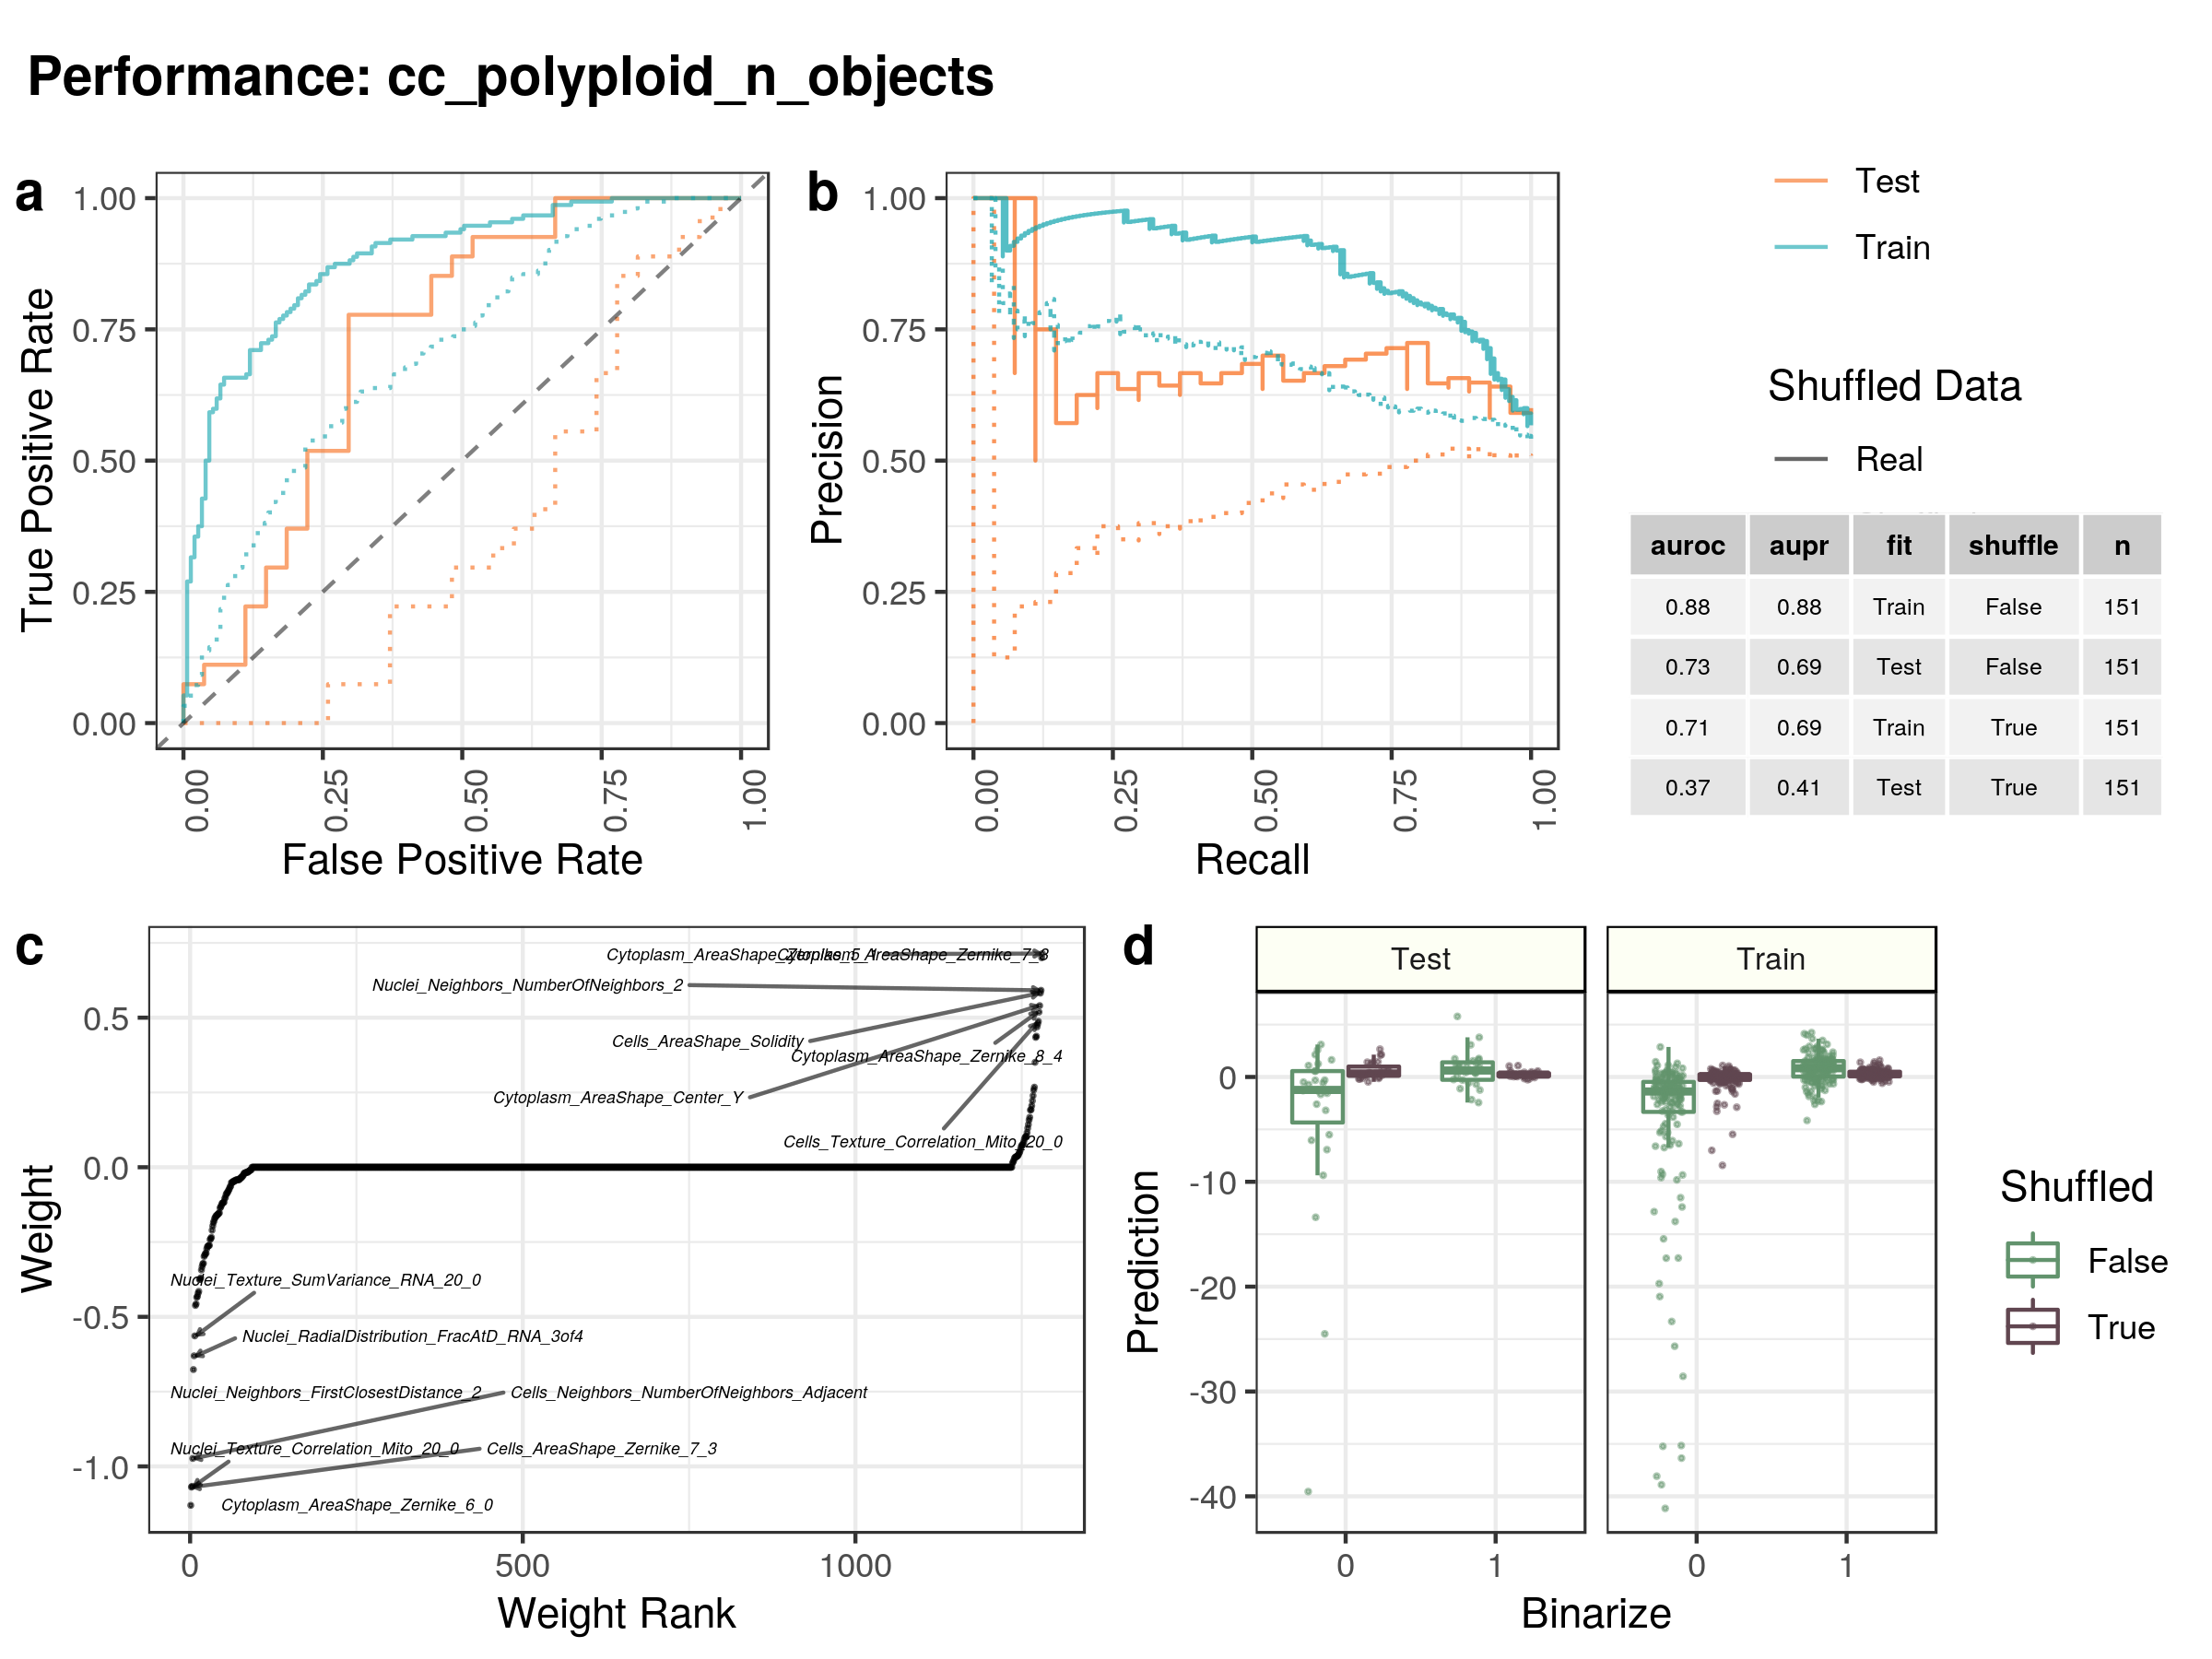 Performance: cc_polyploid_n_objects
a
1.00
0.75
0.50
0.25
0.00
True Positive Rate
0.00
0.25
0.50
0.75
1.00
False Positive Rate
b
1.00
0.75
0.50
0.25
0.00
Precision
0.00
0.25
0.50
0.75
1.00
Recall
Test
Train
Shuffled Data
Real
auroc aupr fit shuffle n
0.88 0.88 Train False 151
0.73 0.69 Test False 151
0.71 0.69 Train True 151
0.37 0.41 Test True 151
c
0.5
0.0
-0.5
-1.0
Weight
Cytoplasm_AreaShape_Zernike_5_1
Cytoplasm_AreaShape_Zernike_7_3
Nuclei_Neighbors_NumberOfNeighbors_2
Cells_AreaShape_Solidity
Cytoplasm_AreaShape_Zernike_8_4
Cytoplasm_AreaShape_Center_Y
Cells_Texture_Correlation_Mito_20_0
Nuclei_Texture_SumVariance_RNA_20_0
Nuclei_RadialDistribution_FracAtD_RNA_3of4
Nuclei_Neighbors_FirstClosestDistance_2
Cells_Neighbors_NumberOfNeighbors_Adjacent
Nuclei_Texture_Correlation_Mito_20_0
Cells_AreaShape_Zernike_7_3
Cytoplasm_AreaShape_Zernike_6_0
0
500
1000
Weight Rank
d
Test
Train
0
-10
-20
-30
-40
Prediction
0
1
0
1
Binarize
Shuffled
False
True